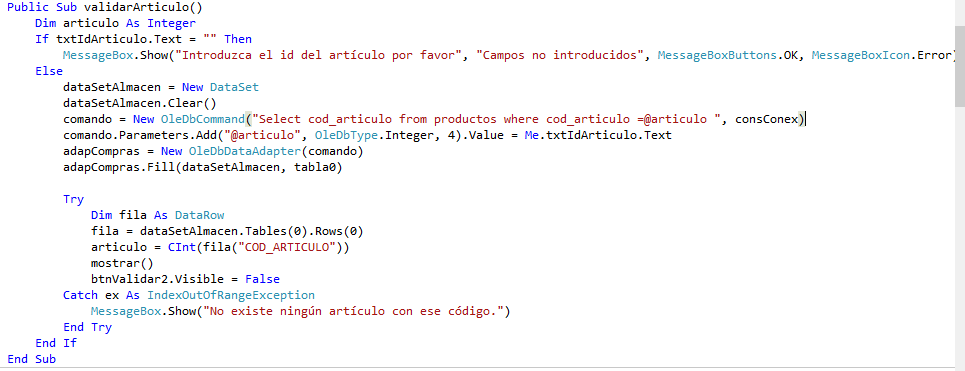 Public Sub validarArticulo()
    Dim articulo As Integer
    If txtIdArticulo.Text = "" Then
        MessageBox.Show("Introduzca el id del artículo por favor", "Campos no introducidos", MessageBoxButtons.OK, MessageBoxIcon.Error)
    Else
        dataSetAlmacen = New DataSet
        dataSetAlmacen.Clear()
        comando = New OleDbCommand("Select cod_articulo from productos where cod_articulo =@articulo ", consConex)
        comando.Parameters.Add("@articulo", OleDbType.Integer, 4).Value = Me.txtIdArticulo.Text
        adapCompras = New OleDbDataAdapter(comando)
        adapCompras.Fill(dataSetAlmacen, tabla0)
        Try
            Dim fila As DataRow
            fila = dataSetAlmacen.Tables(0).Rows(0)
            articulo = CInt(fila("COD_ARTICULO"))
            mostrar()
            btnValidar2.Visible = False
        Catch ex As IndexOutOfRangeException
            MessageBox.Show("No existe ningún artículo con ese código.")
        End Try
    End If
End Sub